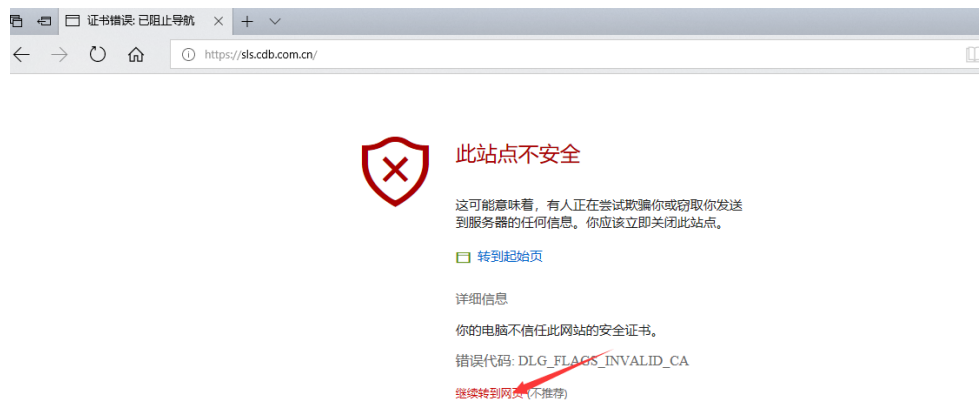 证书错误: 已阻止导航
https://sls.cdb.com.cn/
此站点不安全
这可能意味着，有人正在尝试欺骗你或窃取你发送
到服务器的任何信息。你应该立即关闭此站点。
转到起始页
详细信息
你的电脑不信任此网站的安全证书。
错误代码: DLG_FLAGS_INVALID_CA
继续转到网页 (不推荐)